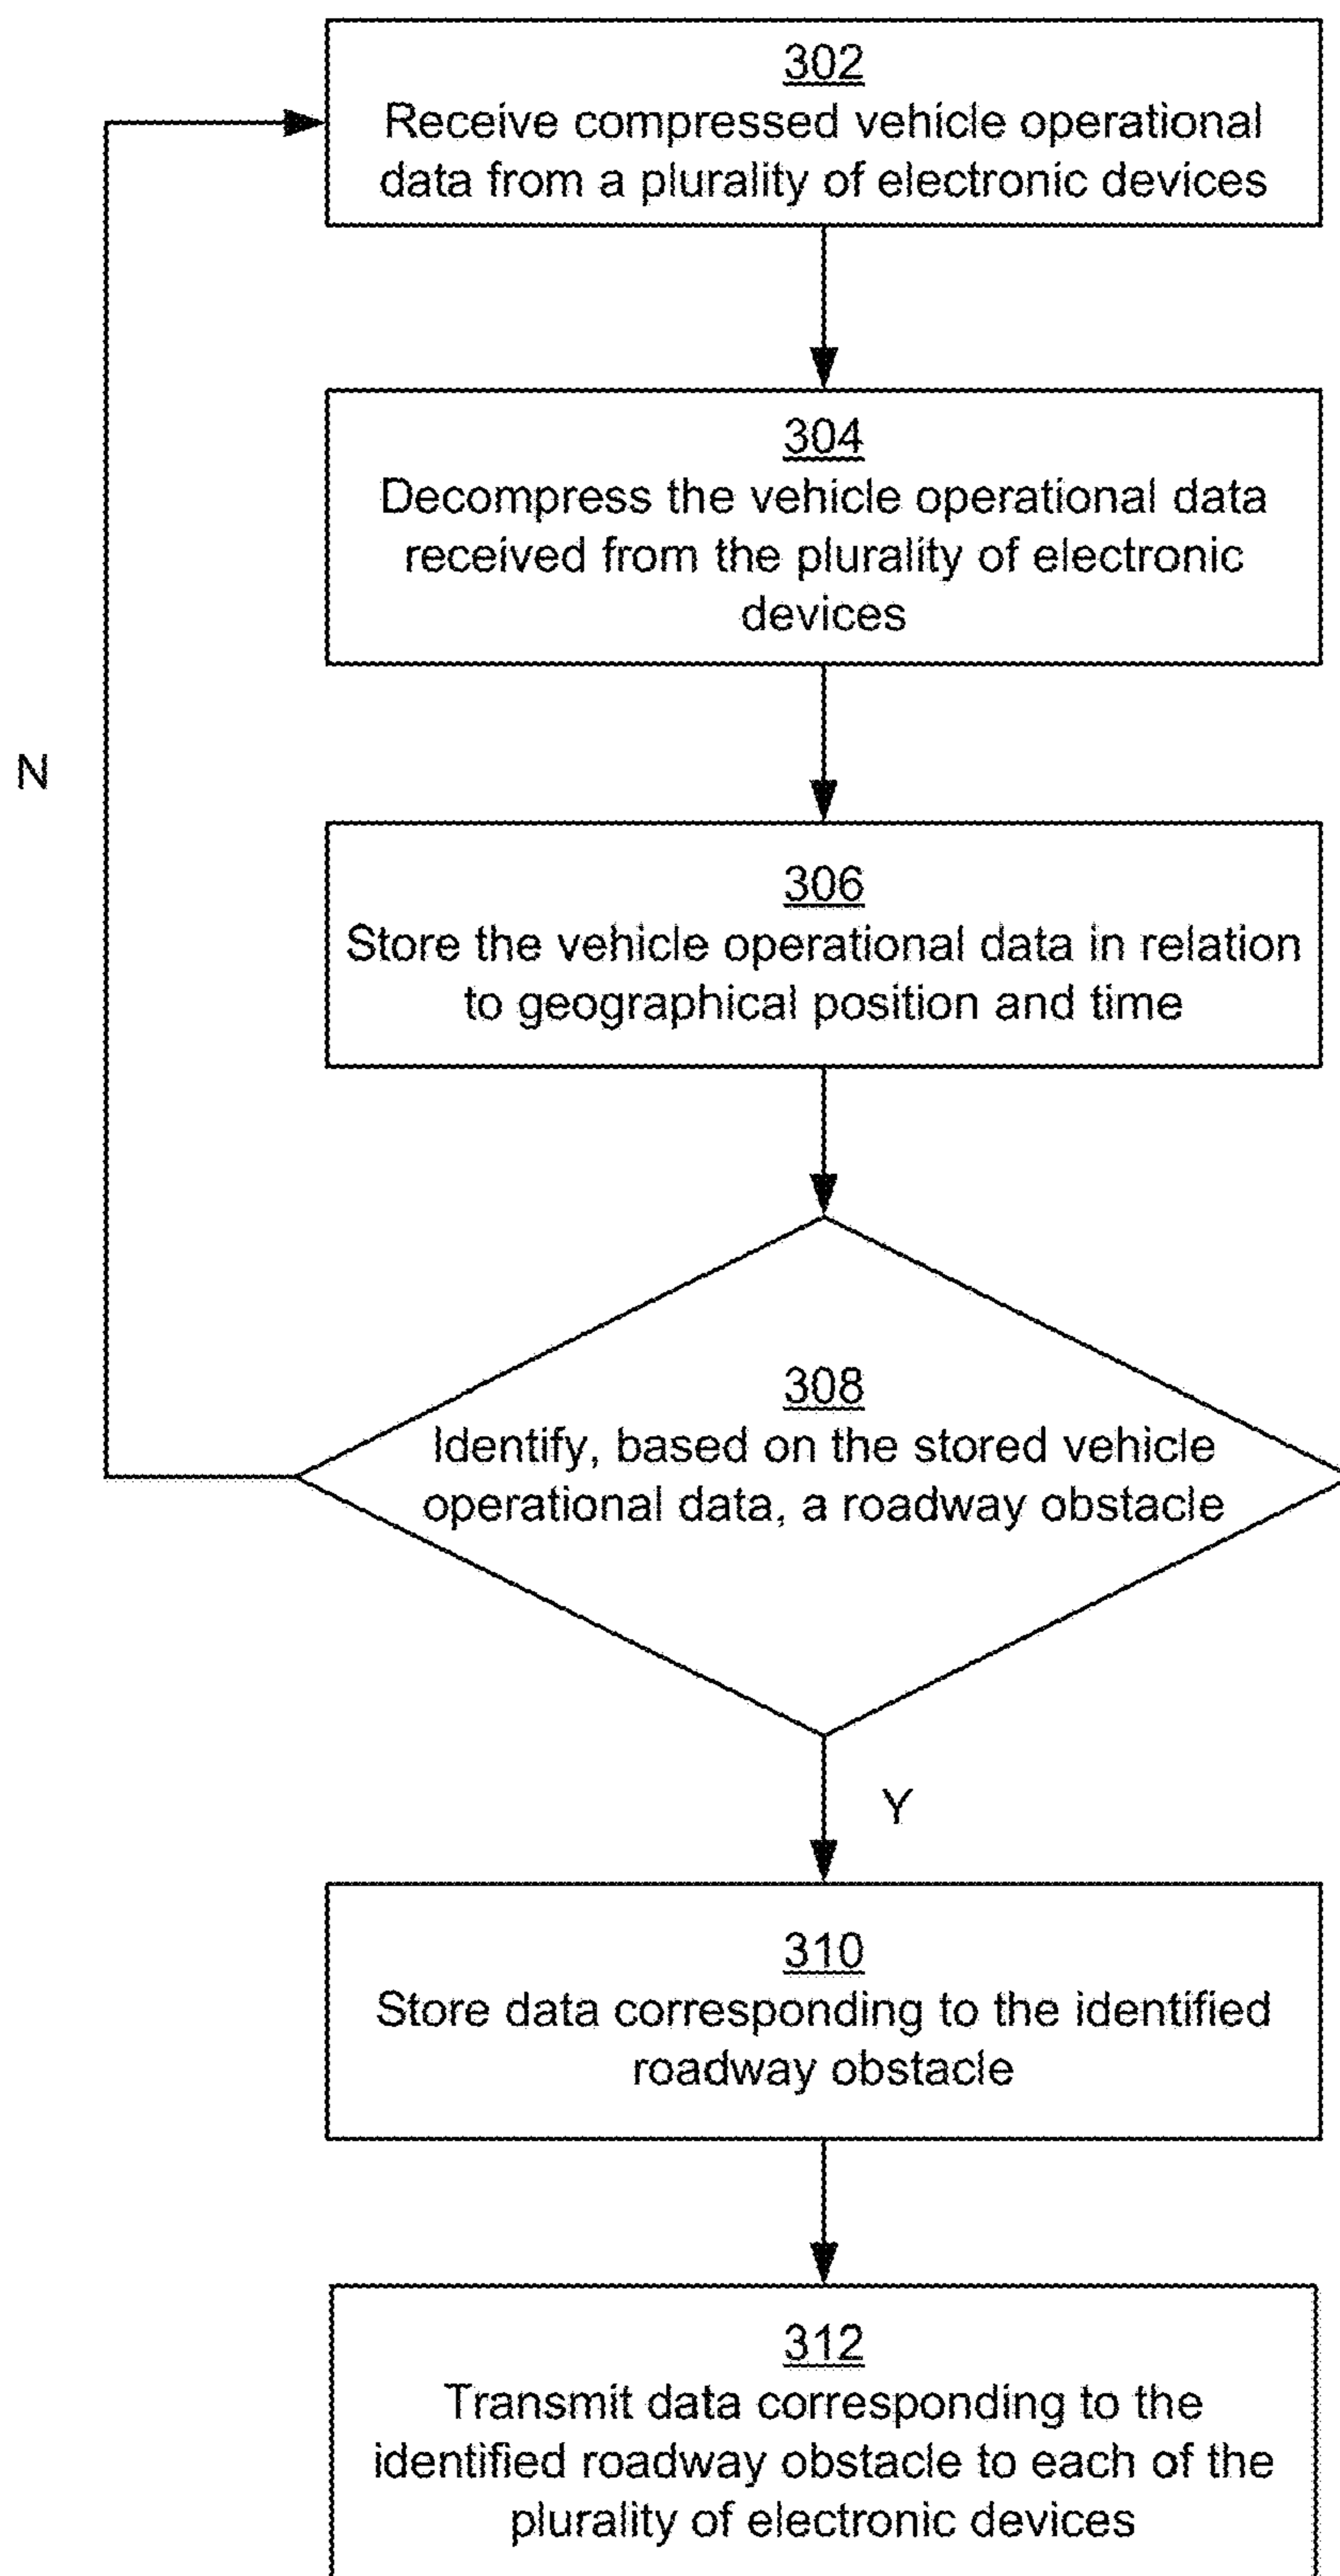 302
Receive compressed vehicle operational
data from a plurality of electronic devices
304
Decompress the vehicle operational data
received from the plurality of electronic
devices
N
306
Store the vehicle operational data in relation
to geographical position and time
308
Identify, based on the stored vehicle
operational data, a roadway obstacle
Y
310
Store data corresponding to the identified
roadway obstacle
312
Transmit data corresponding to the
identified roadway obstacle to each of the
plurality of electronic devices